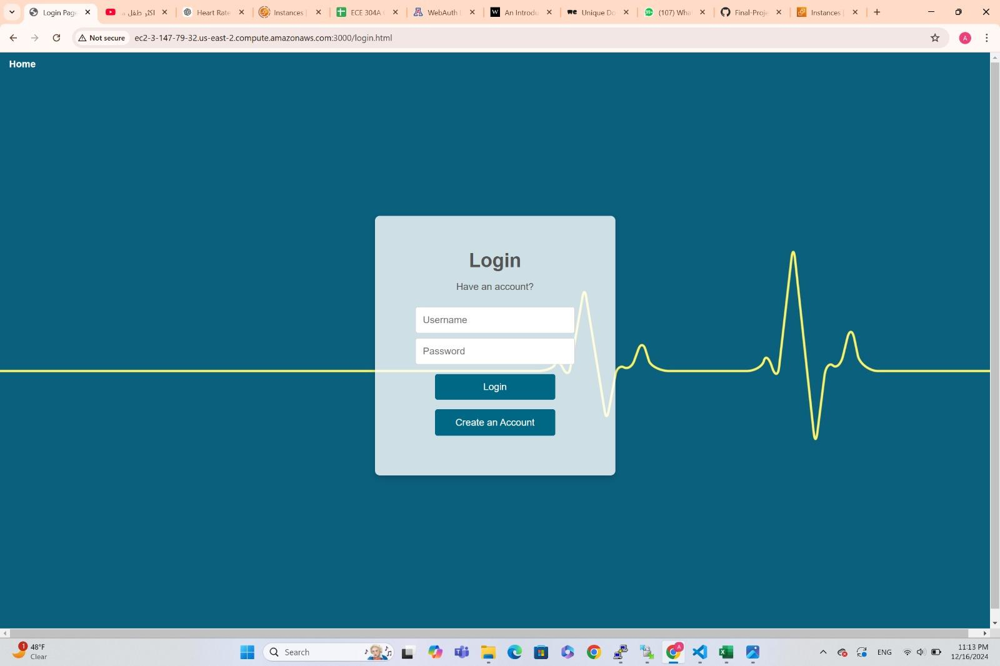 Login Page
اكثر طفل
Heart Rate
Instances
ECE 304A
WebAuth
An Introdu
Unique Do
99+
(107) Wha
Final-Proje
Instances
Not secure
ec2-3-147-79-32.us-east-2.compute.amazonaws.com:3000/login.html
A
Home
Login
Have an account?
Username
Password
Login
Create an Account
1
48°F
Clear
Search
A
ENG
11:13 PM
12/16/2024